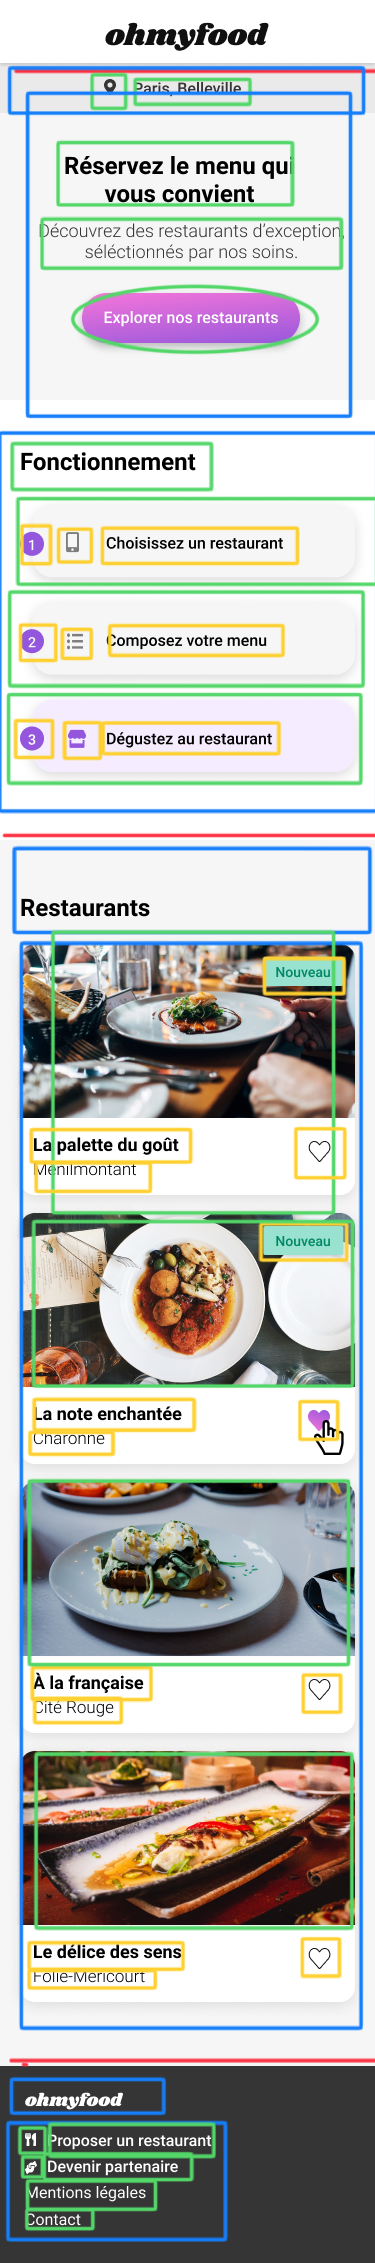 ohmyfood
Paris, Belleville
Réservez le menu qui
vous convient
Découvrez des restaurants d'exception,
séléctionnés par nos soins.
Explorer nos restaurants
Fonctionnement
1 Choisissez un restaurant
2 Composez votre menu
3 Dégustez au restaurant
Restaurants
Nouveau
La palette du goût
Ménilmontant
Nouveau
La note enchantée
Charonne
À la française
Cité Rouge
Le délice des sens
Folie-Méricourt
ohmyfood
Proposer un restaurant
Devenir partenaire
Mentions légales
Contact